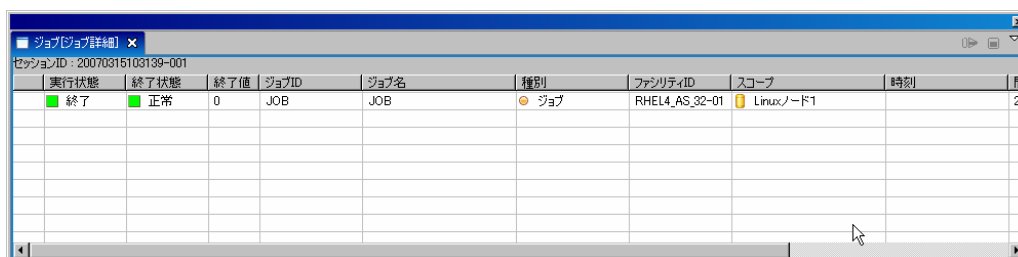 ジョブ[ジョブ詳細]
セッションID : 20070315103139-001
実行状態 終了状態 終了値 ジョブID ジョブ名 種別 ファシリティID スコープ 時刻
終了 正常 0 JOB JOB ジョブ RHEL4_AS_32-01 Linuxノード1